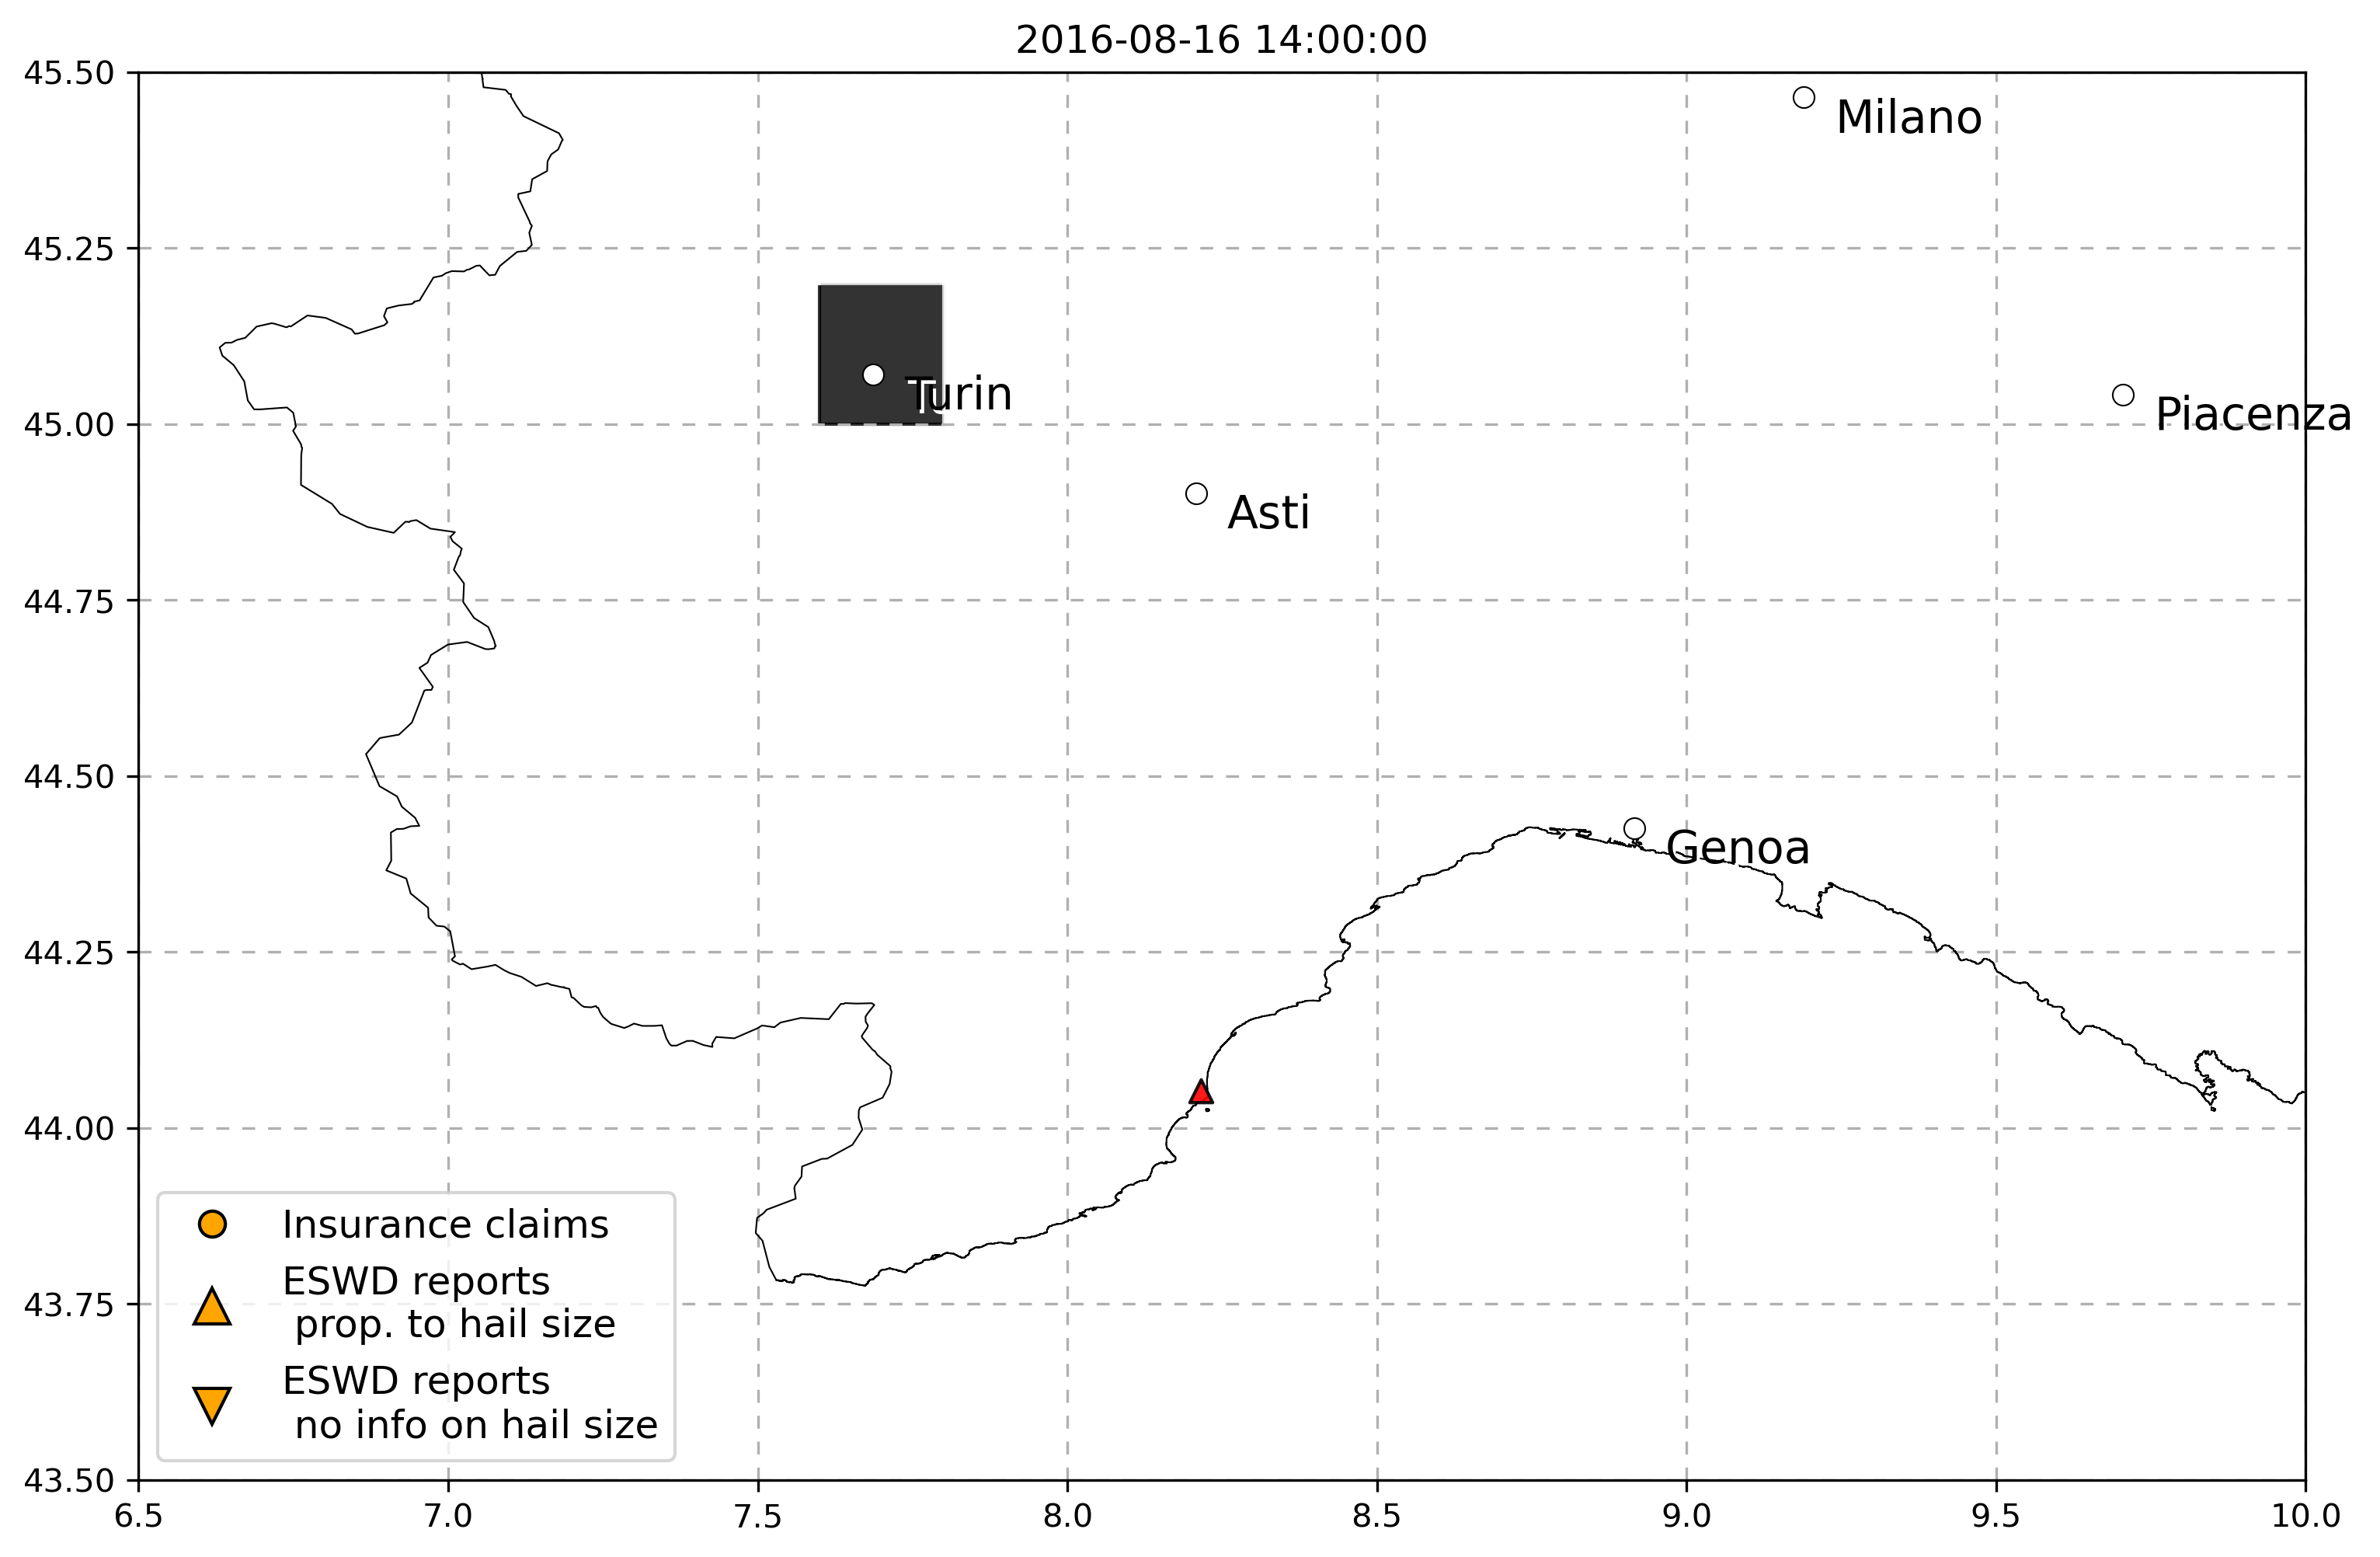 2016-08-16 14:00:00
45.50
Milano
45.25
Turin
Piacenza
45.00
Asti
44.75
44.50
Genoa
44.25
44.00
Insurance claims
ESWD reports
prop. to hail size
43.75
ESWD reports
no info on hail size
43.50
6.5 7.0 7.5 8.0 8.5 9.0 9.5 10.0